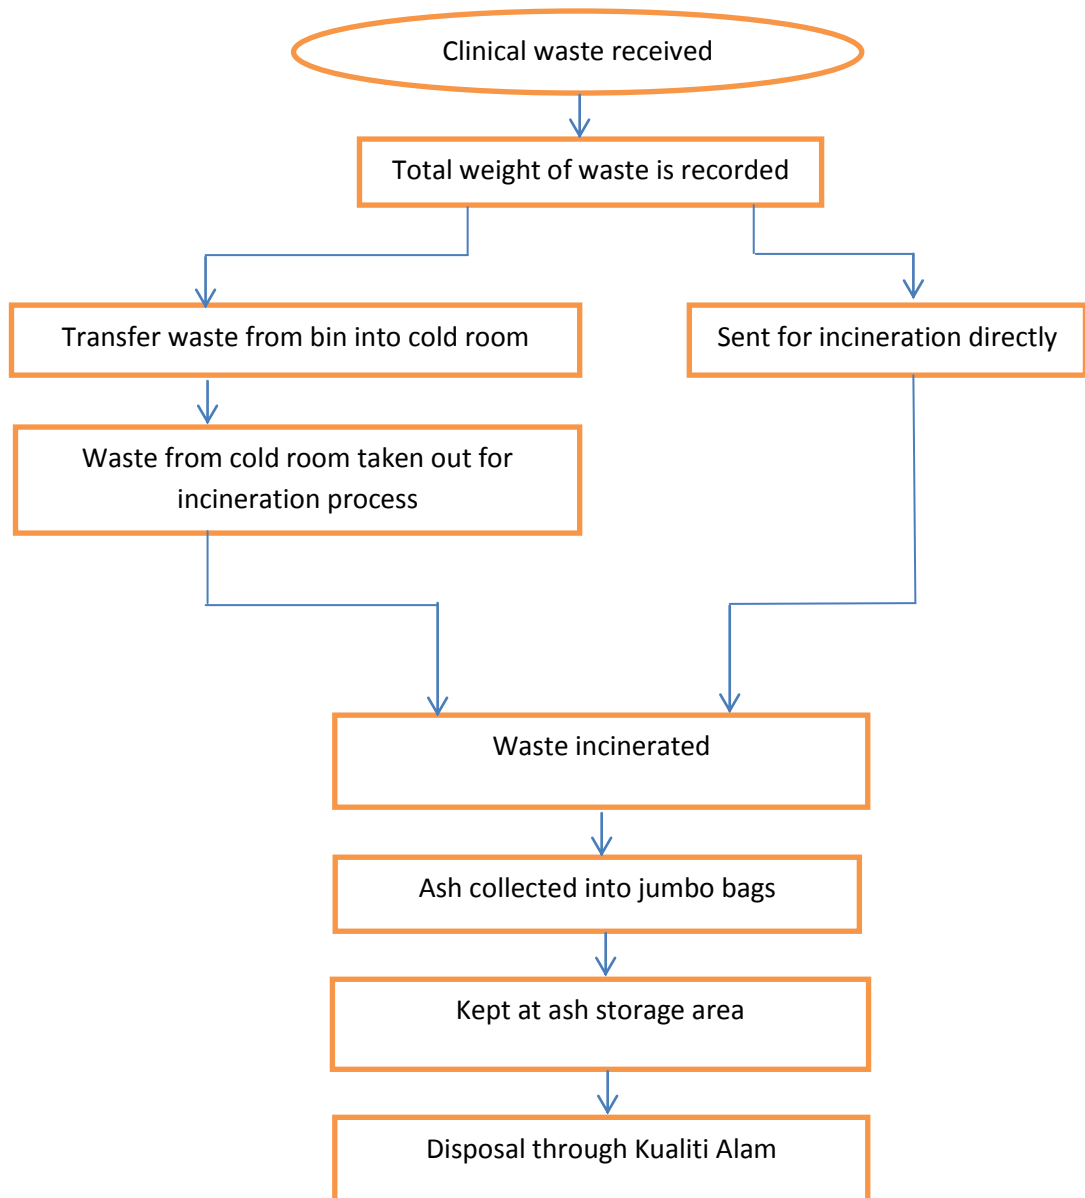 Clinical waste received
Total weight of waste is recorded
Transfer waste from bin into cold room
Sent for incineration directly
Waste from cold room taken out for
incineration process
Waste incinerated
Ash collected into jumbo bags
Kept at ash storage area
Disposal through Kualiti Alam